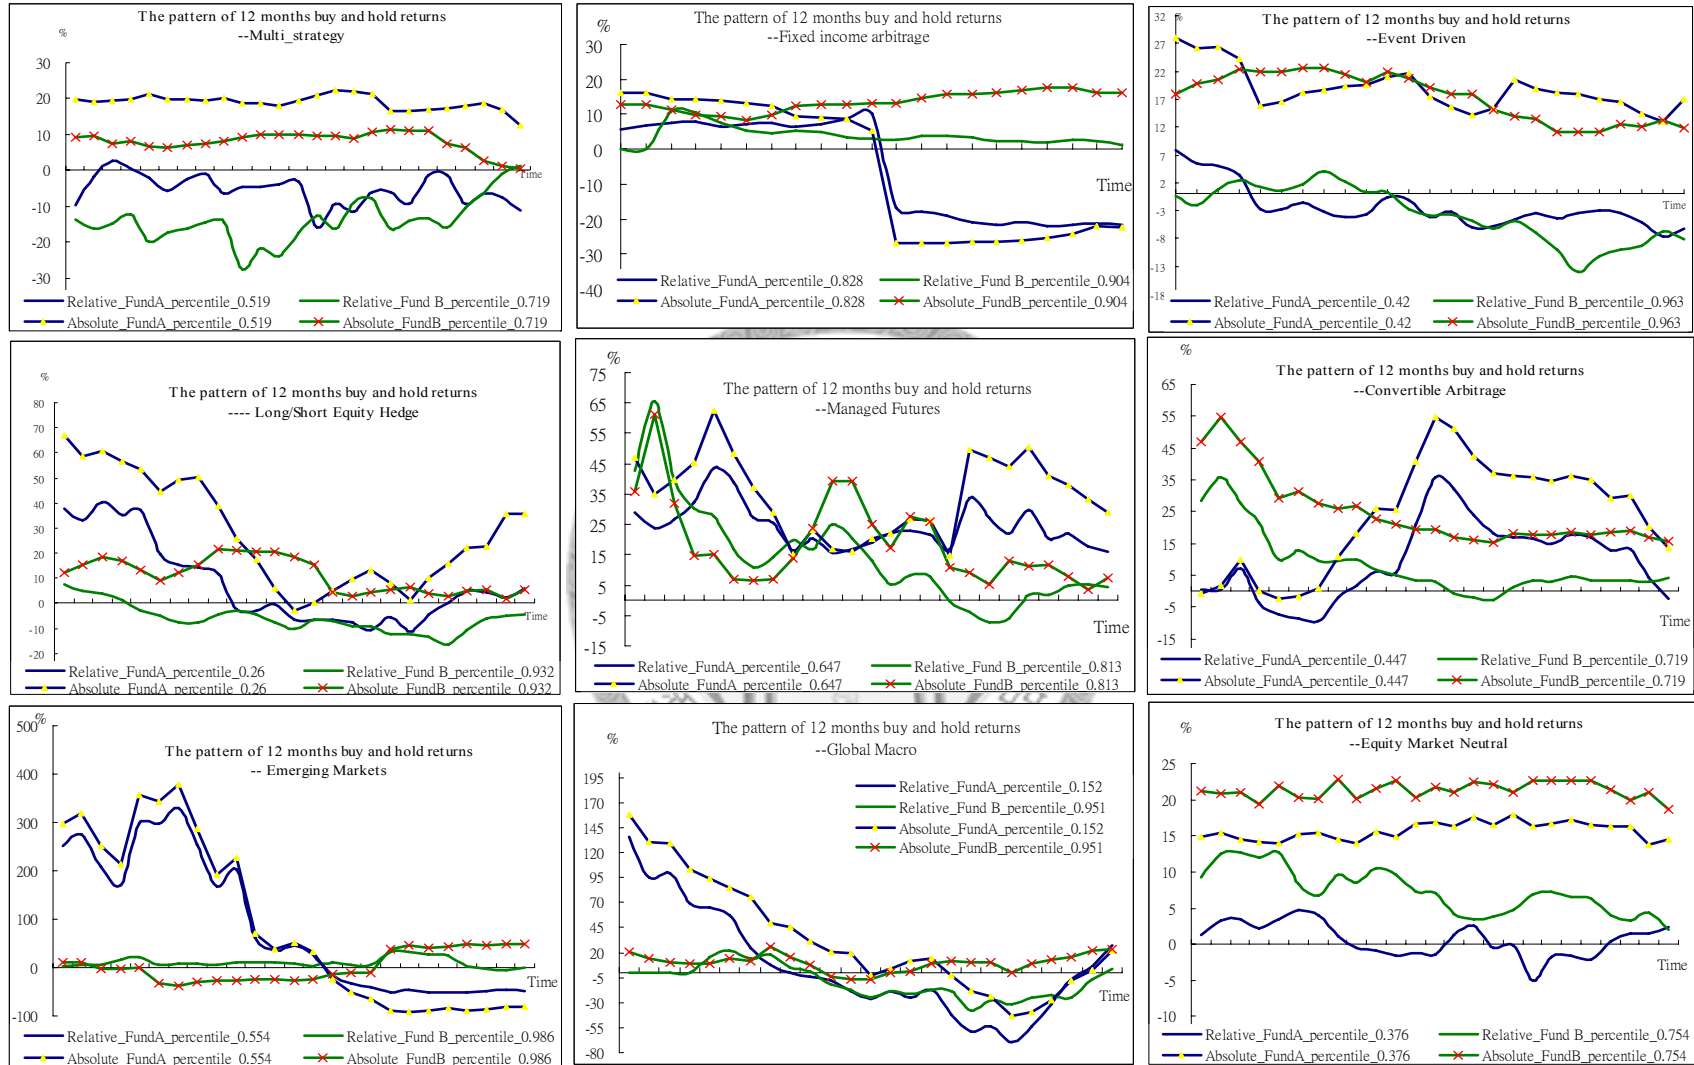 The pattern of 12 months buy and hold returns
--Multi_strategy
%
30
20
10
0
-10
-20
-30
Time
Relative_FundA_percentile_0.519
Relative_Fund B_percentile_0.719
Absolute_FundA_percentile_0.519
Absolute_FundB_percentile_0.719
The pattern of 12 months buy and hold returns
--Fixed income arbitrage
%
30
20
10
0
-10
-20
-30
-40
Time
Relative_FundA_percentile_0.828
Relative_Fund B_percentile_0.904
Absolute_FundA_percentile_0.828
Absolute_FundB_percentile_0.904
The pattern of 12 months buy and hold returns
--Event Driven
%
32
27
22
17
12
7
2
-3
-8
-13
-18
Time
Relative_FundA_percentile_0.42
Relative_Fund B_percentile_0.963
Absolute_FundA_percentile_0.42
Absolute_FundB_percentile_0.963
The pattern of 12 months buy and hold returns
---- Long/Short Equity Hedge
%
80
70
60
50
40
30
20
10
0
-10
-20
Time
Relative_FundA_percentile_0.26
Relative_Fund B_percentile_0.932
Absolute_FundA_percentile_0.26
Absolute_FundB_percentile_0.932
The pattern of 12 months buy and hold returns
--Managed Futures
%
75
65
55
45
35
25
15
5
-5
-15
Time
Relative_FundA_percentile_0.647
Relative_Fund B_percentile_0.813
Absolute_FundA_percentile_0.647
Absolute_FundB_percentile_0.813
The pattern of 12 months buy and hold returns
--Convertible Arbitrage
%
65
55
45
35
25
15
5
-5
-15
Time
Relative_FundA_percentile_0.447
Relative_Fund B_percentile_0.719
Absolute_FundA_percentile_0.447
Absolute_FundB_percentile_0.719
The pattern of 12 months buy and hold returns
-- Emerging Markets
%
500
400
300
200
100
0
-100
Time
Relative_FundA_percentile_0.554
Relative_Fund B_percentile_0.986
Absolute_FundA_percentile_0.554
Absolute_FundB_percentile_0.986
The pattern of 12 months buy and hold returns
--Global Macro
%
195
170
145
120
95
70
45
20
-5
-30
-55
-80
Relative_FundA_percentile_0.152
Relative_Fund B_percentile_0.951
Absolute_FundA_percentile_0.152
Absolute_FundB_percentile_0.951
Time
The pattern of 12 months buy and hold returns
--Equity Market Neutral
%
25
20
15
10
5
0
-5
-10
Time
Relative_FundA_percentile_0.376
Relative_Fund B_percentile_0.754
Absolute_FundA_percentile_0.376
Absolute_FundB_percentile_0.754